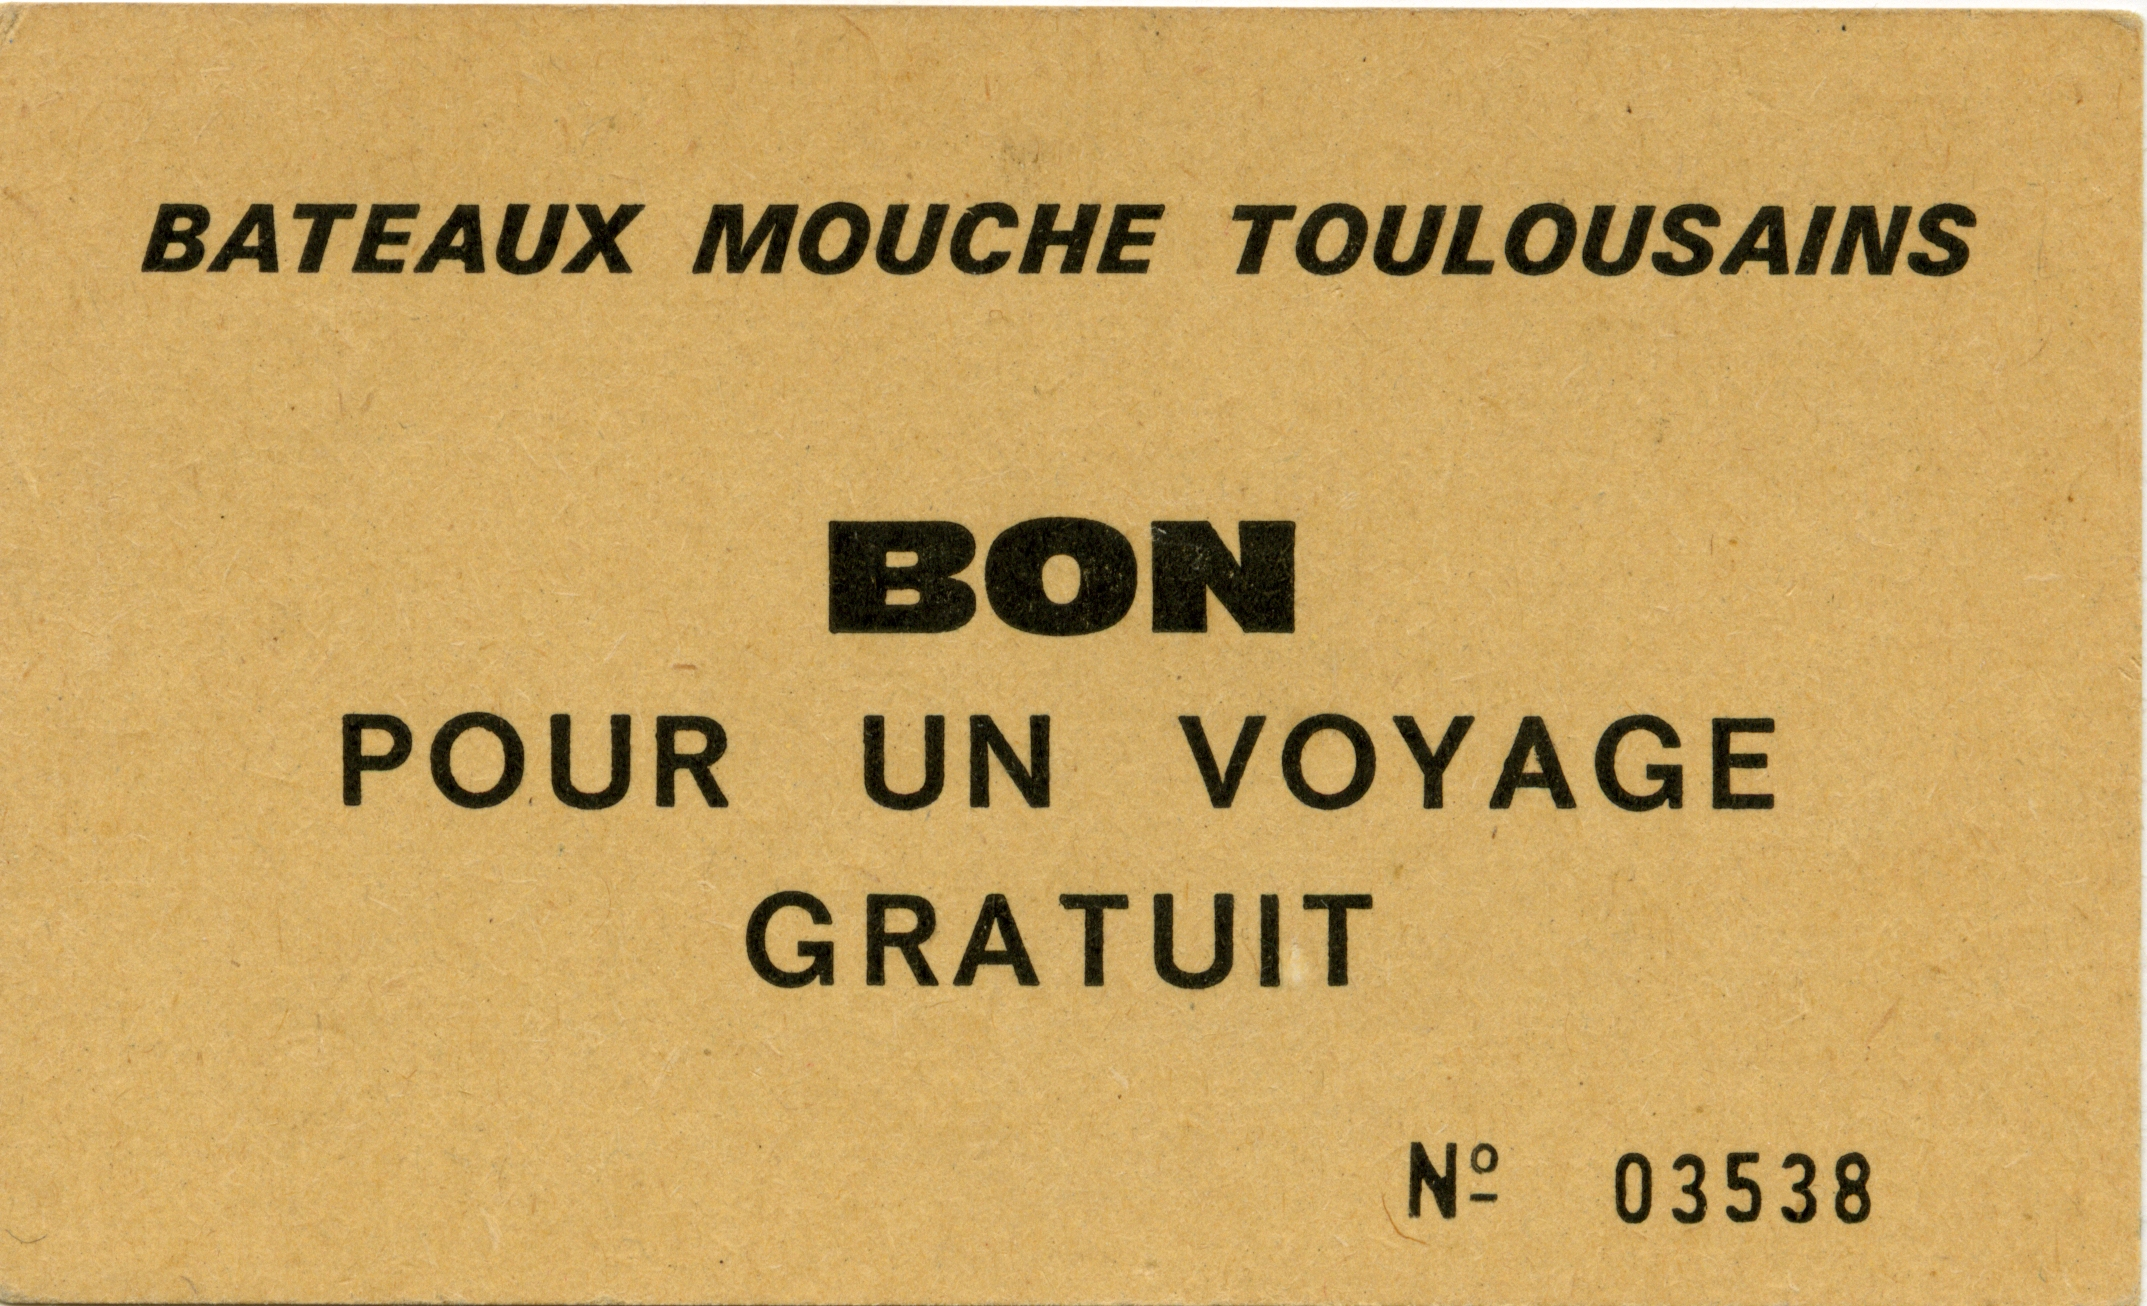 BATEAUX MOUCHE TOULOUSAINS
BON
POUR UN VOYAGE
GRATUIT
Nº 03538